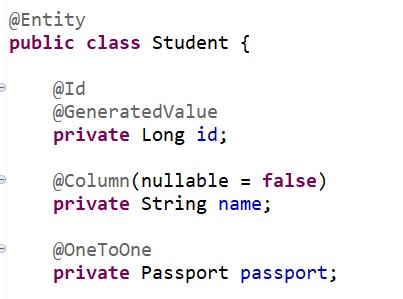 @Entity
public class Student {
@Id
@GeneratedValue
private Long id;
@Column(nullable = false)
private String name;
@OneToOne
private Passport passport;